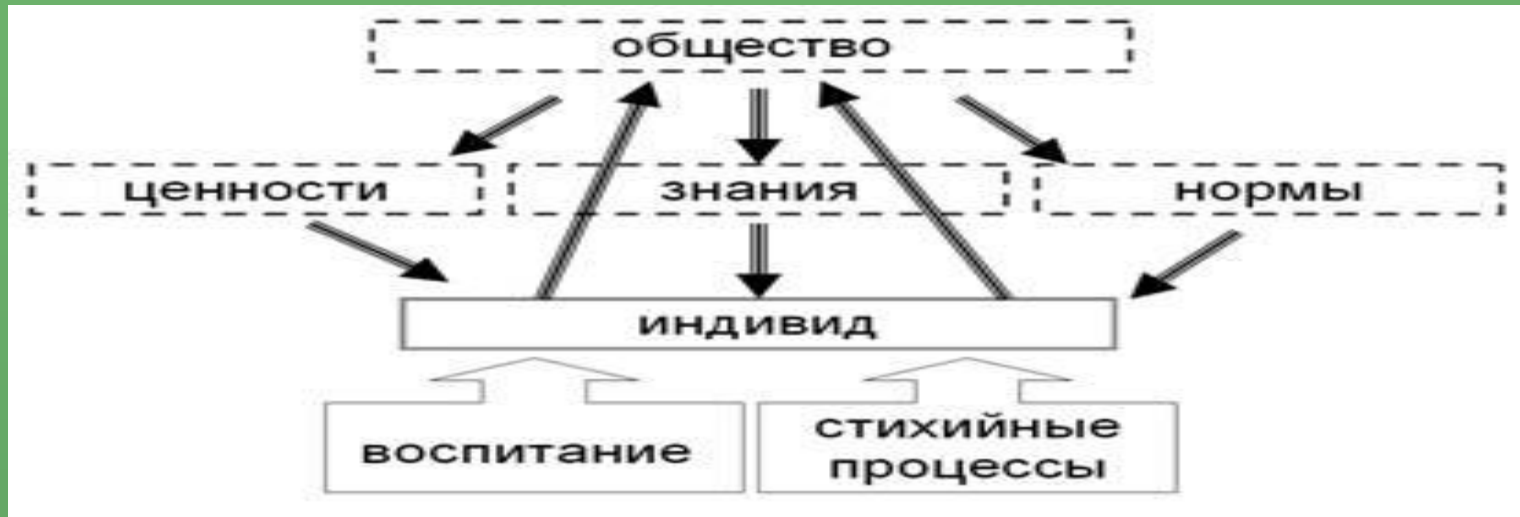 общество
ценности
знания
нормы
индивид
воспитание
стихийные
процессы